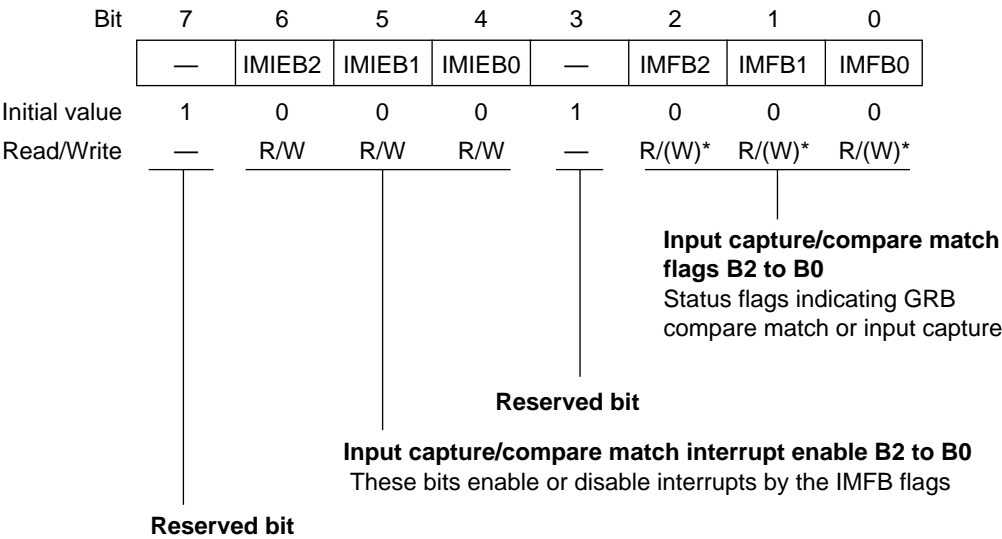 Bit 7 6 5 4 3 2 1 0
— IMIEB2 IMIEB1 IMIEB0 — IMFB2 IMFB1 IMFB0
Initial value 1 0 0 0 1 0 0 0
Read/Write — R/W R/W R/W — R/(W)* R/(W)* R/(W)*
Input capture/compare match
flags B2 to B0
Status flags indicating GRB
compare match or input capture
Reserved bit
Input capture/compare match interrupt enable B2 to B0
These bits enable or disable interrupts by the IMFB flags
Reserved bit